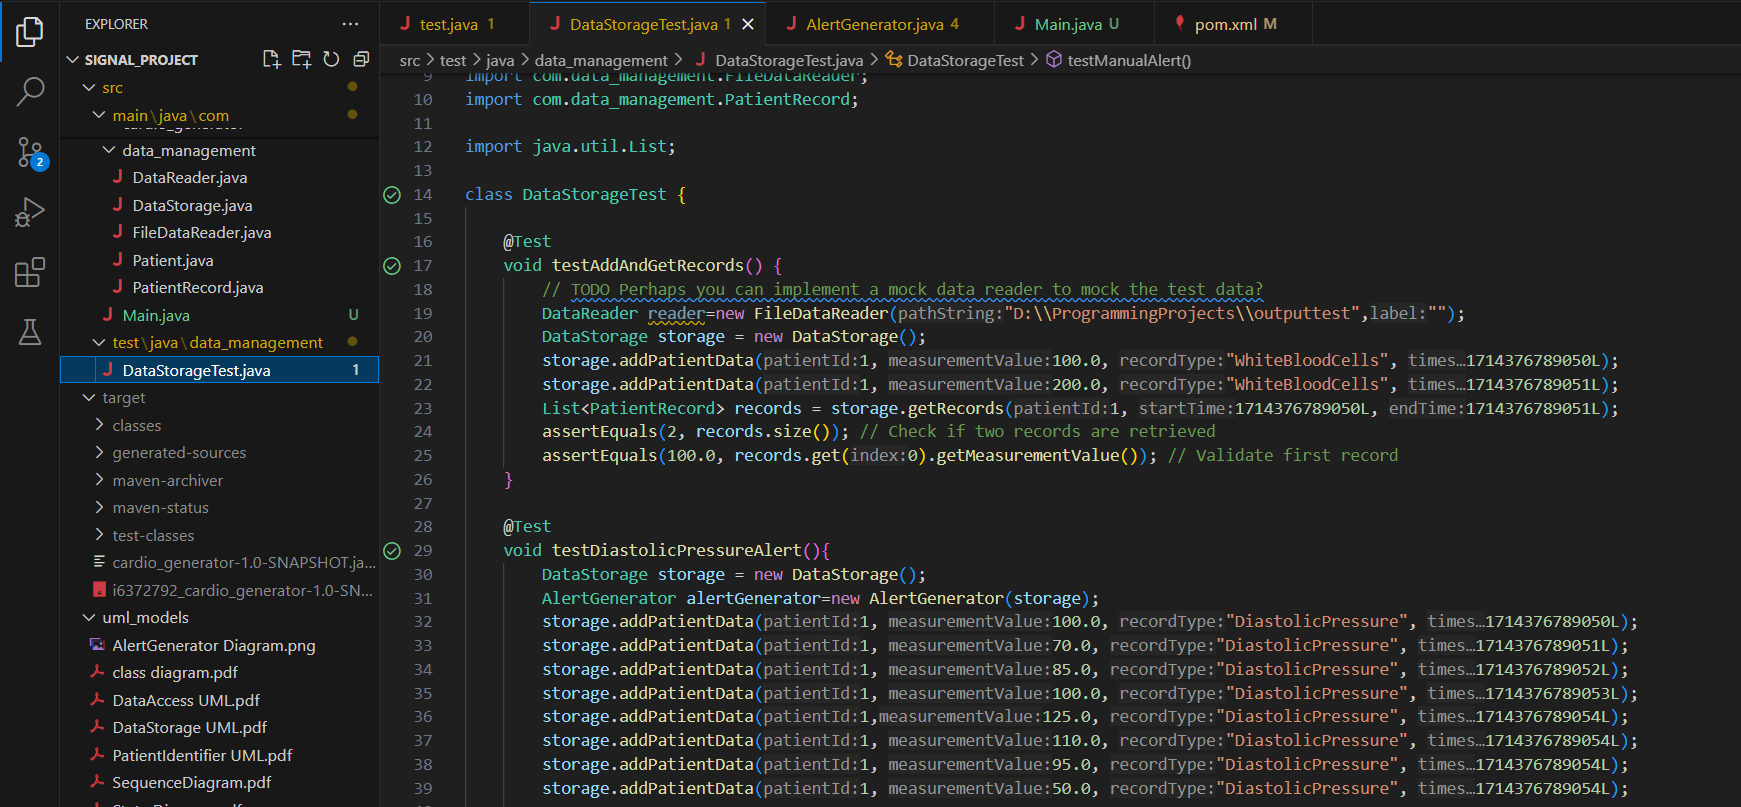 EXPLORER
SIGNAL_PROJECT
src
main\java\com
cardio_generator
data_management
DataReader.java
DataStorage.java
FileDataReader.java
Patient.java
PatientRecord.java
Main.java U
test\java\data_management
DataStorageTest.java 1
target
classes
generated-sources
maven-archiver
maven-status
test-classes
cardio_generator-1.0-SNAPSHOT.ja...
i6372792_cardio_generator-1.0-SN...
uml_models
AlertGenerator Diagram.png
class diagram.pdf
DataAccess UML.pdf
DataStorage UML.pdf
PatientIdentifier UML.pdf
SequenceDiagram.pdf
2
test.java 1 DataStorageTest.java 1 AlertGenerator.java 4 Main.java U pom.xml M
src > test > java > data_management > DataStorageTest.java > DataStorageTest > testManualAlert()
9 import com.data_management.FileDataReader;
10 import com.data_management.PatientRecord;
11
12 import java.util.List;
13
14 class DataStorageTest {
15
16 @Test
17 void testAddAndGetRecords() {
18 // TODO Perhaps you can implement a mock data reader to mock the test data?
19 DataReader reader=new FileDataReader(pathString:"D:\\ProgrammingProjects\\outputtest",label:"");
20 DataStorage storage = new DataStorage();
21 storage.addPatientData(patientId:1, measurementValue:100.0, recordType:"WhiteBloodCells", times…1714376789050L);
22 storage.addPatientData(patientId:1, measurementValue:200.0, recordType:"WhiteBloodCells", times…1714376789051L);
23 List<PatientRecord> records = storage.getRecords(patientId:1, startTime:1714376789050L, endTime:1714376789051L);
24 assertEquals(2, records.size()); // Check if two records are retrieved
25 assertEquals(100.0, records.get(index:0).getMeasurementValue()); // Validate first record
26 }
27
28 @Test
29 void testDiastolicPressureAlert(){
30 DataStorage storage = new DataStorage();
31 AlertGenerator alertGenerator=new AlertGenerator(storage);
32 storage.addPatientData(patientId:1, measurementValue:100.0, recordType:"DiastolicPressure", times…1714376789050L);
33 storage.addPatientData(patientId:1, measurementValue:70.0, recordType:"DiastolicPressure", times…1714376789051L);
34 storage.addPatientData(patientId:1, measurementValue:85.0, recordType:"DiastolicPressure", times…1714376789052L);
35 storage.addPatientData(patientId:1, measurementValue:100.0, recordType:"DiastolicPressure", times…1714376789053L);
36 storage.addPatientData(patientId:1,measurementValue:125.0, recordType:"DiastolicPressure", times…1714376789054L);
37 storage.addPatientData(patientId:1, measurementValue:110.0, recordType:"DiastolicPressure", times…1714376789054L);
38 storage.addPatientData(patientId:1, measurementValue:95.0, recordType:"DiastolicPressure", times…1714376789054L);
39 storage.addPatientData(patientId:1, measurementValue:50.0, recordType:"DiastolicPressure", times…1714376789054L);